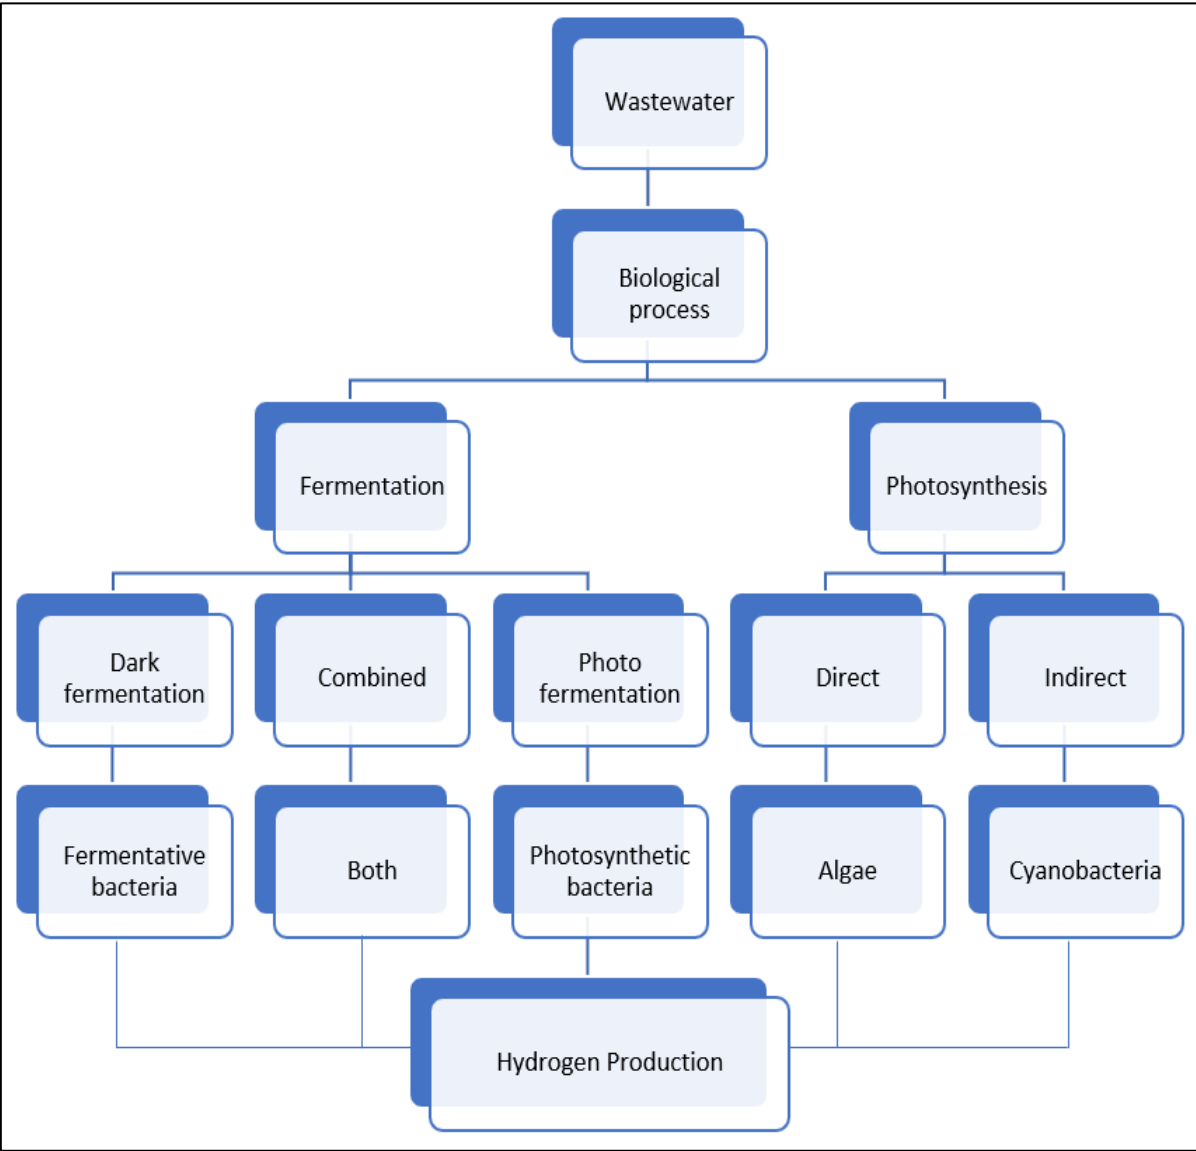 Wastewater
Biological
process
Fermentation
Photosynthesis
Dark
fermentation
Combined
Photo
fermentation
Direct
Indirect
Fermentative
bacteria
Both
Photosynthetic
bacteria
Algae
Cyanobacteria
Hydrogen Production